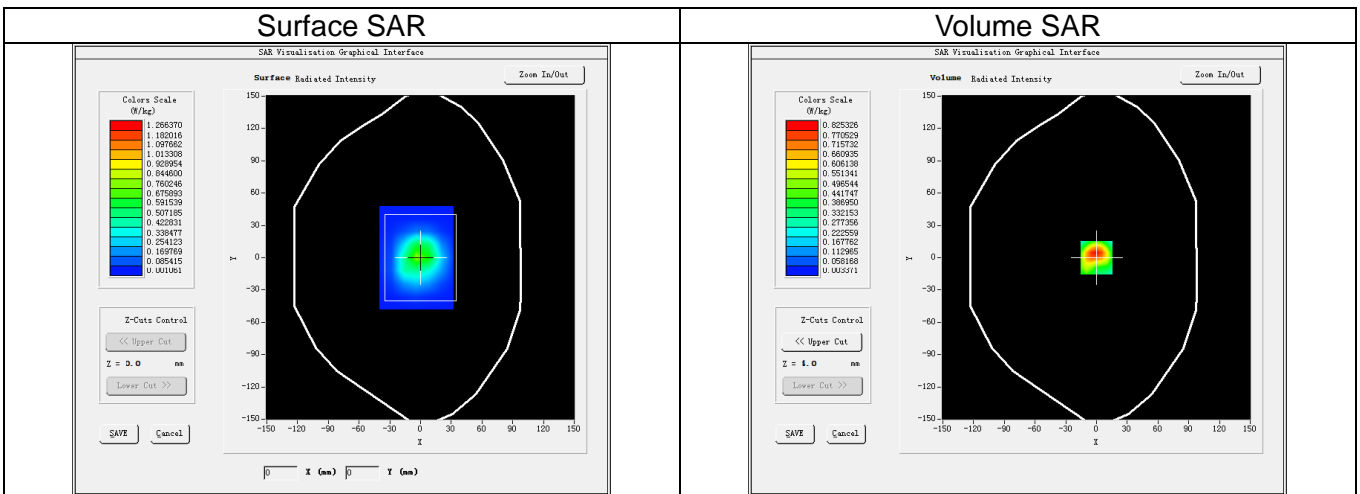 Surface SAR
Volume SAR
SAR Visualisation Graphical Interface
Surface Radiated Intensity
Zoom In/Out
Colors Scale
(W/kg)
1.266370
1.182016
1.097662
1.013308
0.928954
0.844600
0.760246
0.675893
0.591539
0.507185
0.422831
0.338477
0.254123
0.169769
0.085415
0.001061
150
120
90
60
30
0
-30
-60
-90
-120
-150
Y
-150 -120 -90 -60 -30 0 30 60 90 120 150
X
Z-Cuts Control
<< Upper Cut
Z = 0.0 mm
Lower Cut >>
SAVE Cancel
0 X (mm) 0 Y (mm)
SAR Visualisation Graphical Interface
Volume Radiated Intensity
Zoom In/Out
Colors Scale
(W/kg)
0.825326
0.770529
0.715732
0.660935
0.606138
0.551341
0.496544
0.441747
0.386950
0.332153
0.277356
0.222559
0.167762
0.112965
0.058168
0.003371
150
120
90
60
30
0
-30
-60
-90
-120
-150
Y
-150 -120 -90 -60 -30 0 30 60 90 120 150
X
Z-Cuts Control
<< Upper Cut
Z = 4.0 mm
Lower Cut >>
SAVE Cancel